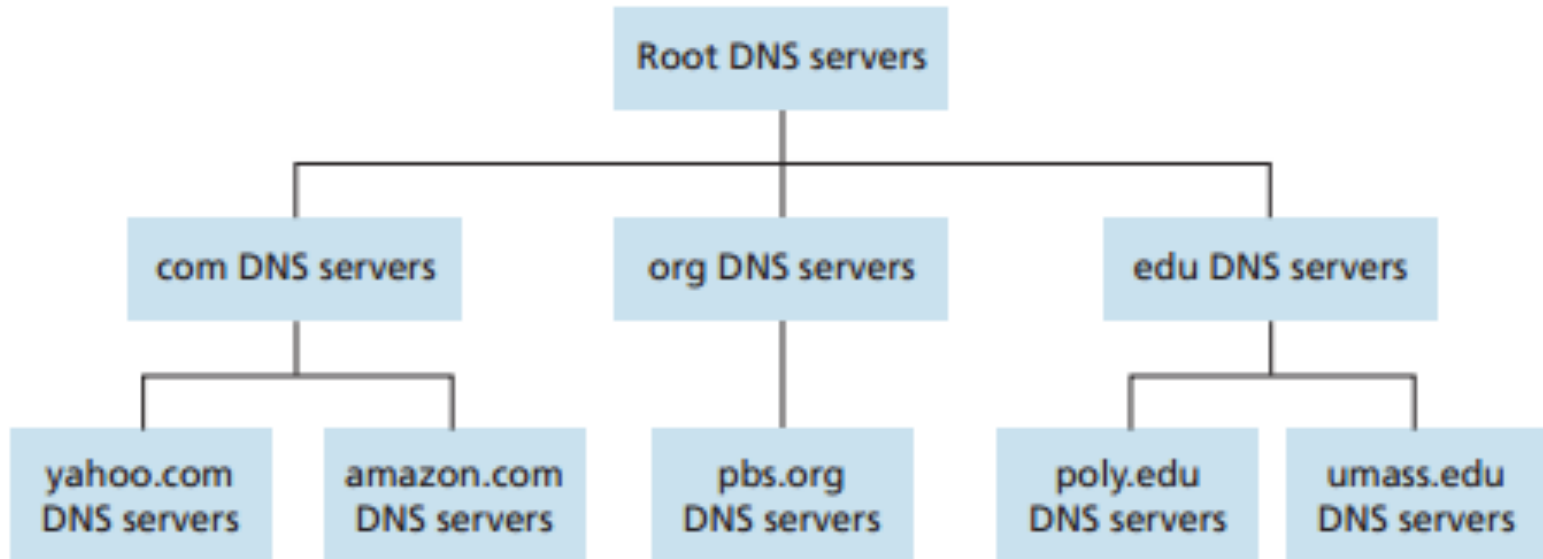 Root DNS servers
com DNS servers
org DNS servers
edu DNS servers
yahoo.com
DNS servers
amazon.com
DNS servers
pbs.org
DNS servers
poly.edu
DNS servers
umass.edu
DNS servers